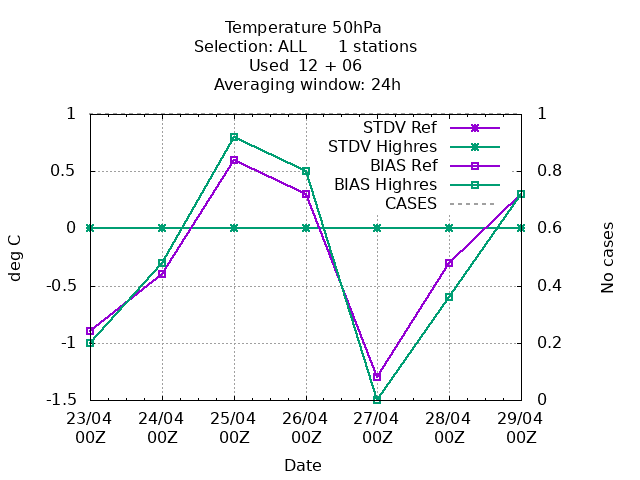 Temperature 50hPa
Selection: ALL 1 stations
Used 12 + 06
Averaging window: 24h
1 1
STDV Ref
STDV Highres
0.5 BIAS Ref 0.8
BIAS Highres
CASES
0 0.6
-0.5 0.4
-1 0.2
-1.5 0
deg C
No cases
23/04 24/04 25/04 26/04 27/04 28/04 29/04
00Z 00Z 00Z 00Z 00Z 00Z 00Z
Date